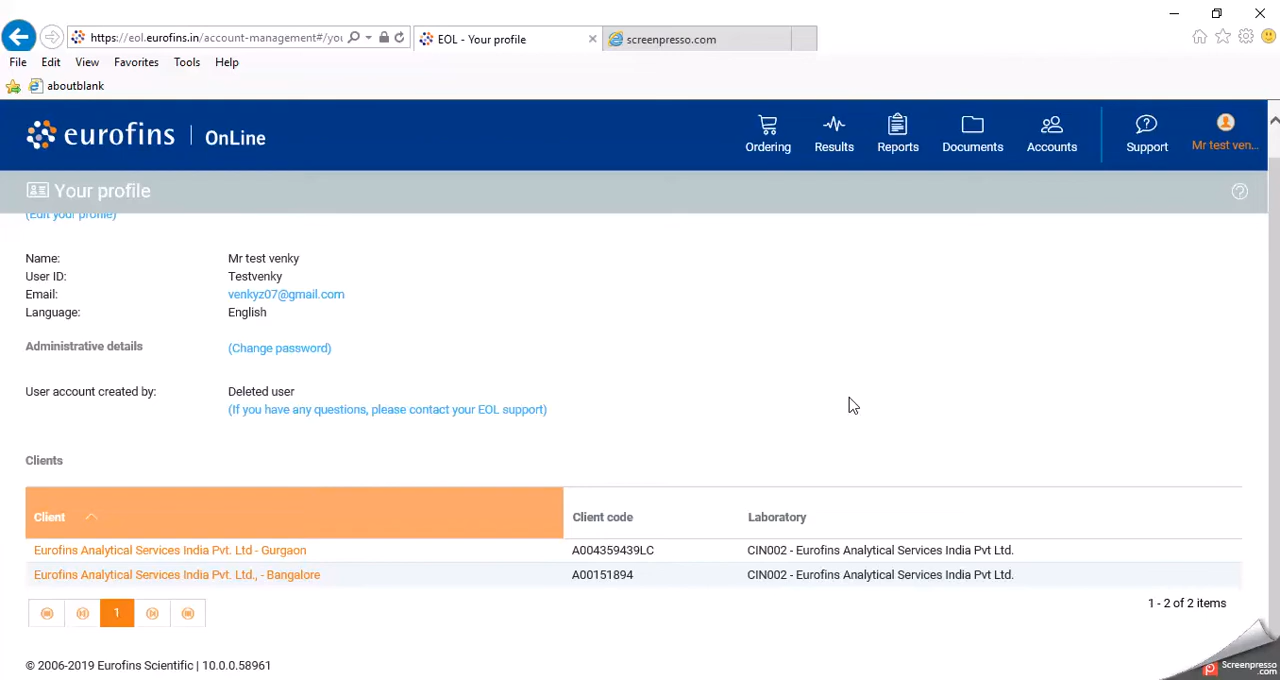 https://eol.eurofins.in/account-management#/you
EOL - Your profile
screenpresso.com
File Edit View Favorites Tools Help
aboutblank
eurofins | OnLine
Ordering Results Reports Documents Accounts Support Mr test ven...
Your profile
(Edit your profile)
Name: Mr test venky
User ID: Testvenky
Email: venkyz07@gmail.com
Language: English
Administrative details (Change password)
User account created by: Deleted user
(If you have any questions, please contact your EOL support)
Clients
Client Client code Laboratory
Eurofins Analytical Services India Pvt. Ltd - Gurgaon A004359439LC CIN002 - Eurofins Analytical Services India Pvt Ltd.
Eurofins Analytical Services India Pvt. Ltd., - Bangalore A00151894 CIN002 - Eurofins Analytical Services India Pvt Ltd.
1 1 - 2 of 2 items
© 2006-2019 Eurofins Scientific | 10.0.0.58961
Screenpresso
.com